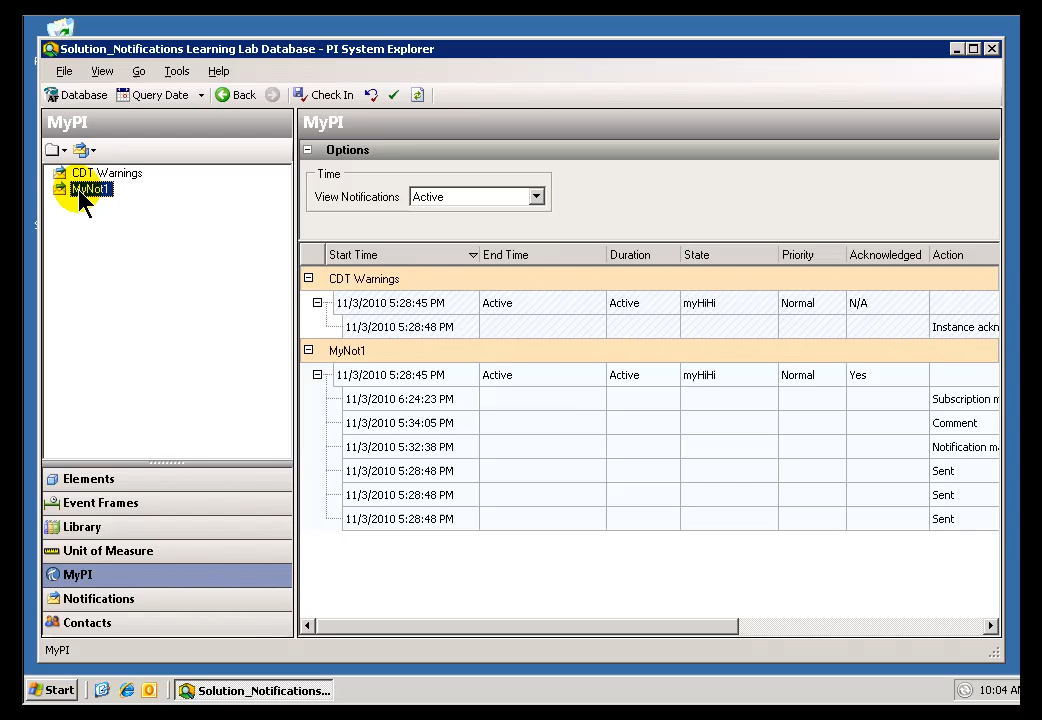 Solution_Notifications Learning Lab Database - PI System Explorer
File View Go Tools Help
Database Query Date Back Check In
MyPI
MyPI
CDT Warnings
MyNot1
Options
Time
View Notifications Active
Start Time End Time Duration State Priority Acknowledged Action
CDT Warnings
11/3/2010 5:28:45 PM Active Active myHiHi Normal N/A
11/3/2010 5:28:48 PM Instance ackn
MyNot1
11/3/2010 5:28:45 PM Active Active myHiHi Normal Yes
11/3/2010 6:24:23 PM Subscription m
11/3/2010 5:34:05 PM Comment
11/3/2010 5:32:38 PM Notification ma
11/3/2010 5:28:48 PM Sent
11/3/2010 5:28:48 PM Sent
11/3/2010 5:28:48 PM Sent
Elements
Event Frames
Library
Unit of Measure
MyPI
Notifications
Contacts
MyPI
Start Solution_Notifications... 10:04 AM